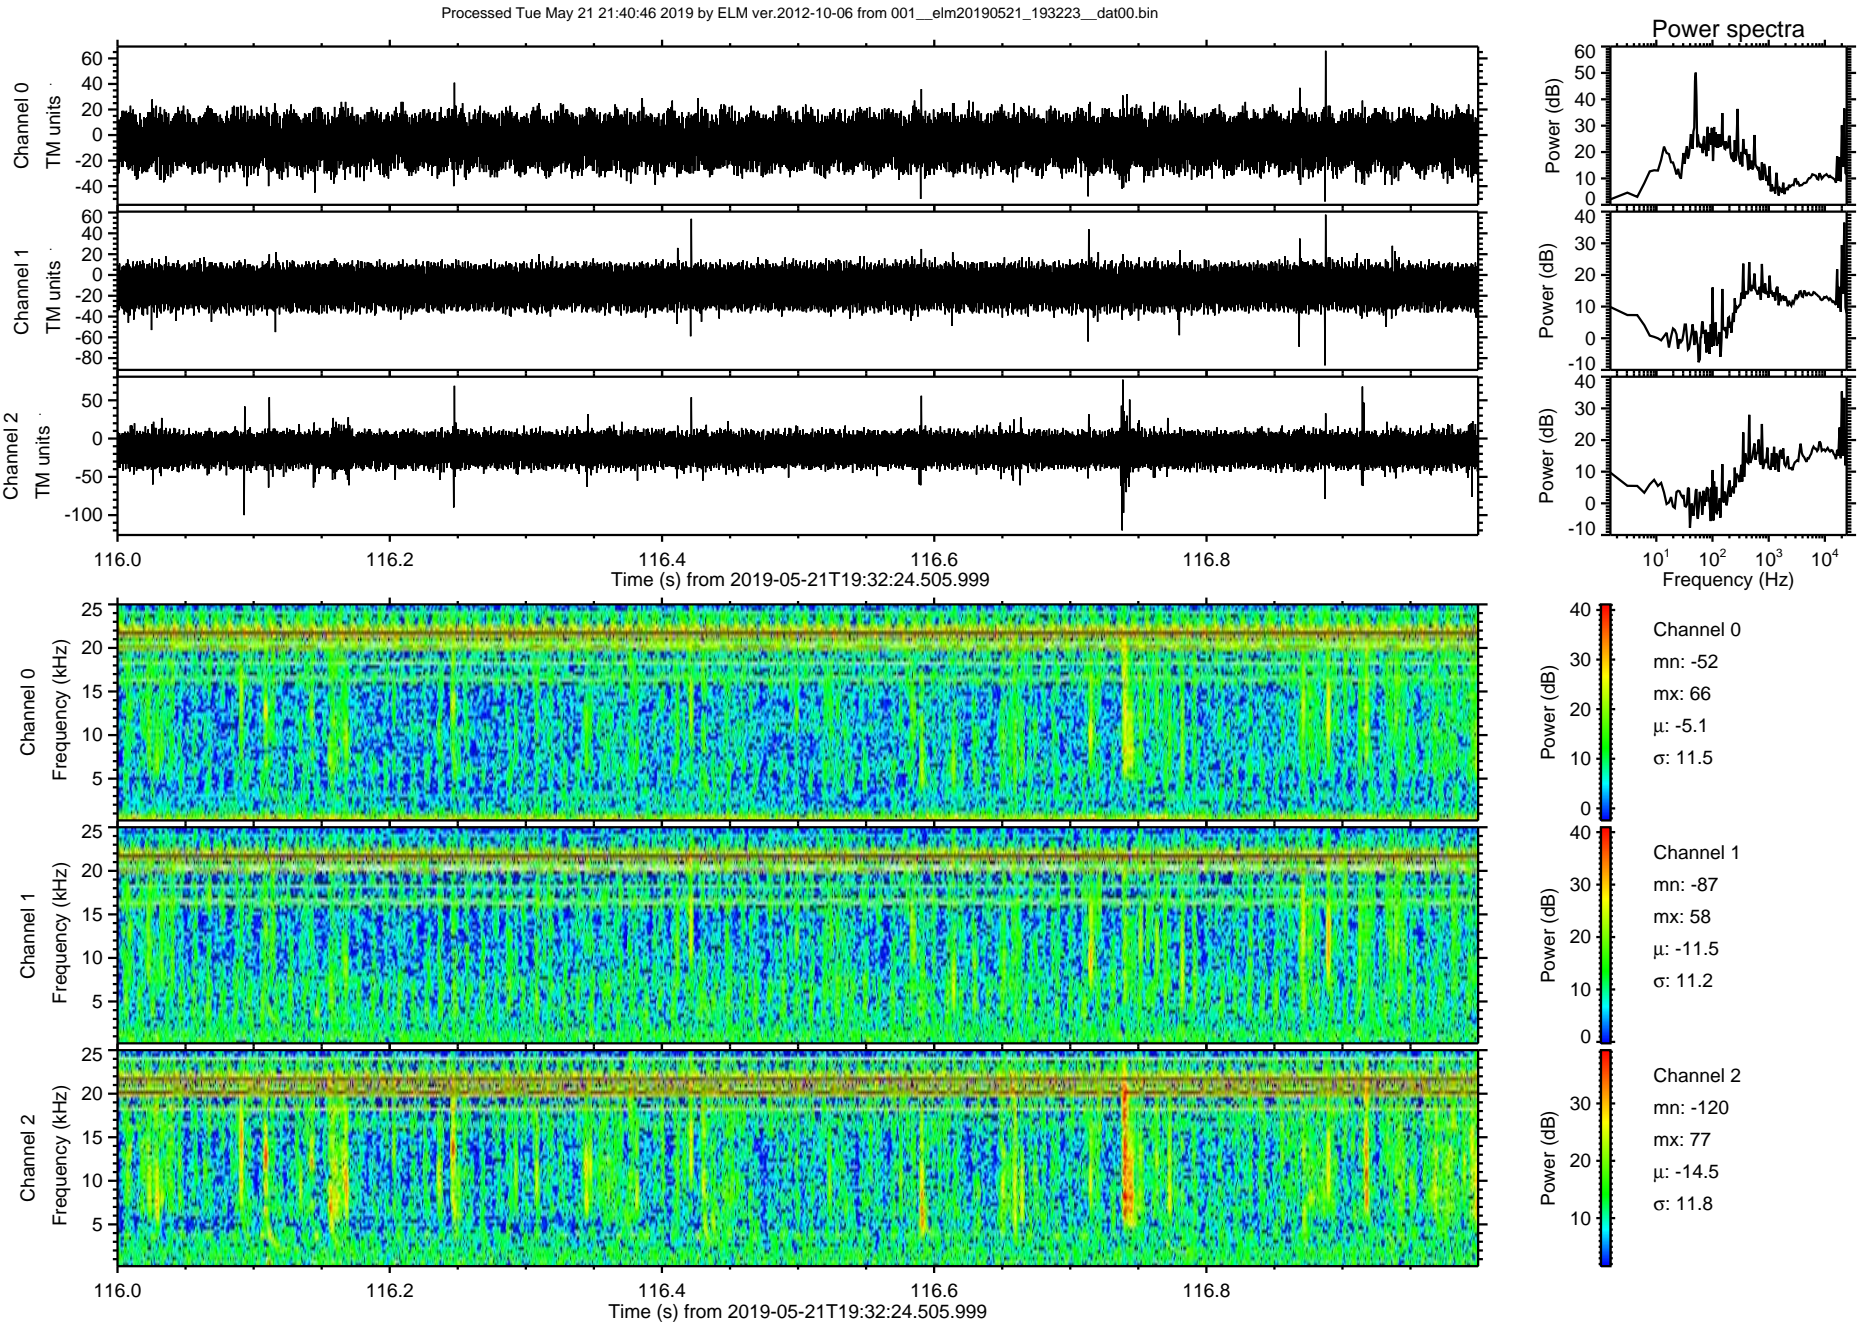 Processed Tue May 21 21:40:46 2019 by ELM ver.2012-10-06 from 001__elm20190521_193223__dat00.bin
Power spectra
Channel 0
TM units
60
40
20
0
-20
-40
Power (dB)
60
50
40
30
20
10
0
Channel 1
TM units
60
40
20
0
-20
-40
-60
-80
Power (dB)
40
30
20
10
0
-10
Channel 2
TM units
50
0
-50
-100
Power (dB)
40
30
20
10
0
-10
116.0 116.2 116.4 116.6 116.8
Time (s) from 2019-05-21T19:32:24.505.999
10¹ 10² 10³ 10⁴
Frequency (Hz)
Channel 0
Frequency (kHz)
25
20
15
10
5
Power (dB)
40
30
20
10
0
Channel 0
mn: -52
mx: 66
μ: -5.1
σ: 11.5
Channel 1
Frequency (kHz)
25
20
15
10
5
Power (dB)
40
30
20
10
0
Channel 1
mn: -87
mx: 58
μ: -11.5
σ: 11.2
Channel 2
Frequency (kHz)
25
20
15
10
5
Power (dB)
30
20
10
Channel 2
mn: -120
mx: 77
μ: -14.5
σ: 11.8
116.0 116.2 116.4 116.6 116.8
Time (s) from 2019-05-21T19:32:24.505.999